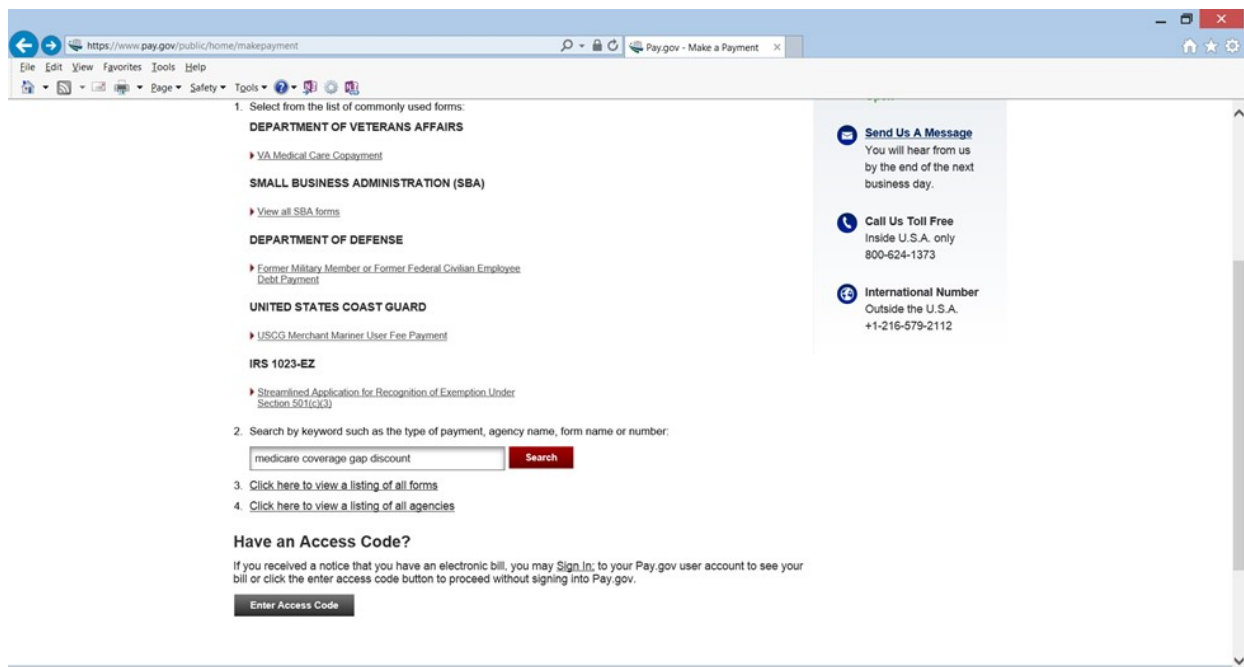 https://www.pay.gov/public/home/makepayment
Pay.gov - Make a Payment
File Edit View Favorites Tools Help
Page Safety Tools
1. Select from the list of commonly used forms:
DEPARTMENT OF VETERANS AFFAIRS
VA Medical Care Copayment
SMALL BUSINESS ADMINISTRATION (SBA)
View all SBA forms
DEPARTMENT OF DEFENSE
Former Military Member or Former Federal Civilian Employee
Debt Payment
UNITED STATES COAST GUARD
USCG Merchant Mariner User Fee Payment
IRS 1023-EZ
Streamlined Application for Recognition of Exemption Under
Section 501(c)(3)
2. Search by keyword such as the type of payment, agency name, form name or number:
medicare coverage gap discount Search
3. Click here to view a listing of all forms
4. Click here to view a listing of all agencies
Have an Access Code?
If you received a notice that you have an electronic bill, you may Sign In: to your Pay.gov user account to see your
bill or click the enter access code button to proceed without signing into Pay.gov.
Enter Access Code
Send Us A Message
You will hear from us
by the end of the next
business day.
Call Us Toll Free
Inside U.S.A. only
800-624-1373
International Number
Outside the U.S.A.
+1-216-579-2112